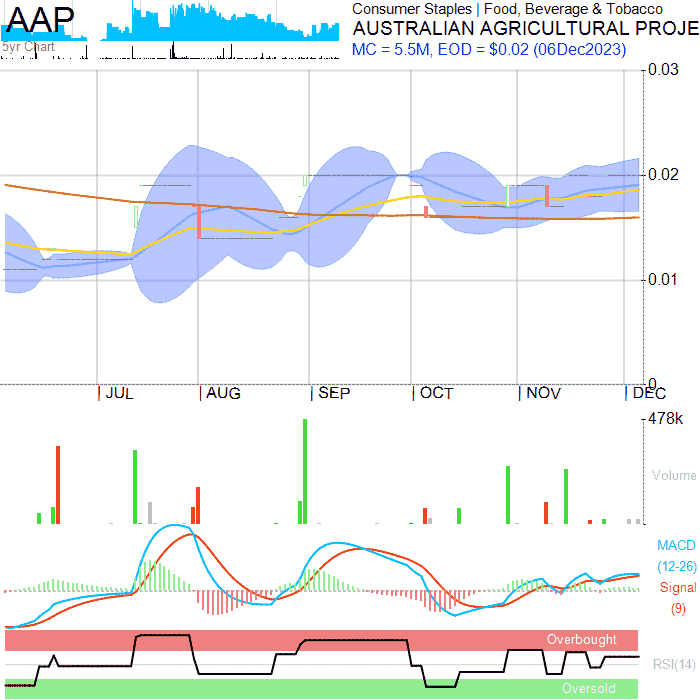 AAP
5yr Chart
Consumer Staples | Food, Beverage & Tobacco
AUSTRALIAN AGRICULTURAL PROJE
MC = 5.5M, EOD = $0.02 (06Dec2023)
0.03
0.02
0.01
0
JUL AUG SEP OCT NOV DEC
478k
Volume
MACD
(12-26)
Signal
(9)
Overbought
RSI(14)
Oversold